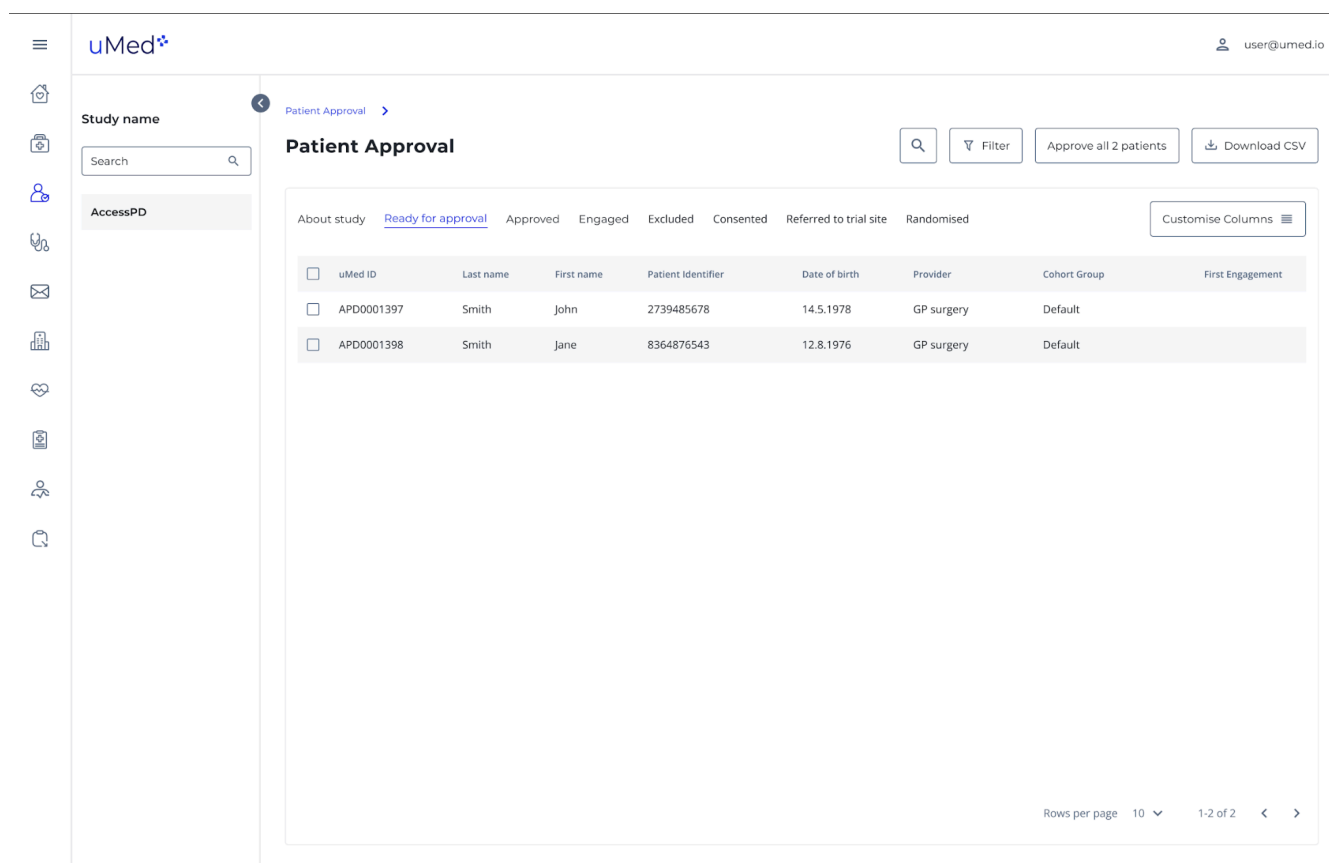 uMed
user@umed.io
Study name
Search
AccessPD
Patient Approval
Patient Approval
Filter
Approve all 2 patients
Download CSV
About study Ready for approval Approved Engaged Excluded Consented Referred to trial site Randomised
Customise Columns
uMed ID Last name First name Patient Identifier Date of birth Provider Cohort Group First Engagement
APD0001397 Smith John 2739485678 14.5.1978 GP surgery Default
APD0001398 Smith Jane 8364876543 12.8.1976 GP surgery Default
Rows per page 10 1-2 of 2